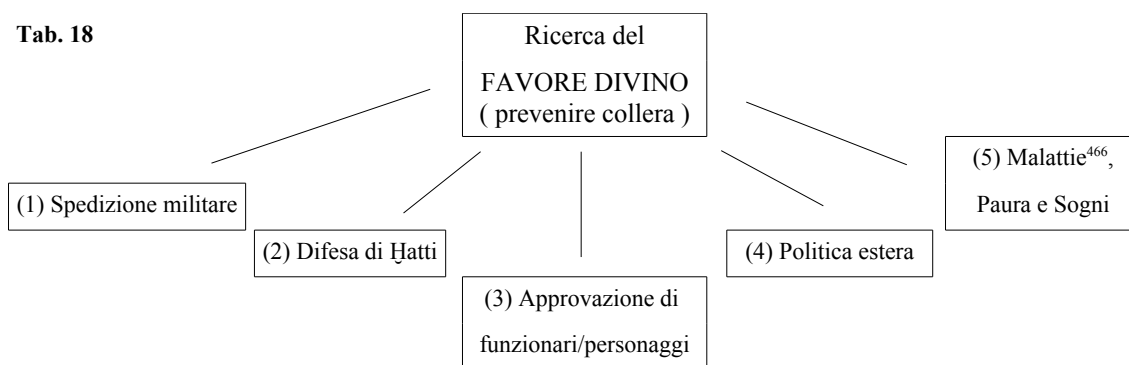 Tab. 18
Ricerca del
FAVORE DIVINO
( prevenire collera )
(1) Spedizione militare
(2) Difesa di Ḫatti
(3) Approvazione di
funzionari/personaggi
(4) Politica estera
(5) Malattie⁴⁶⁶,
Paura e Sogni